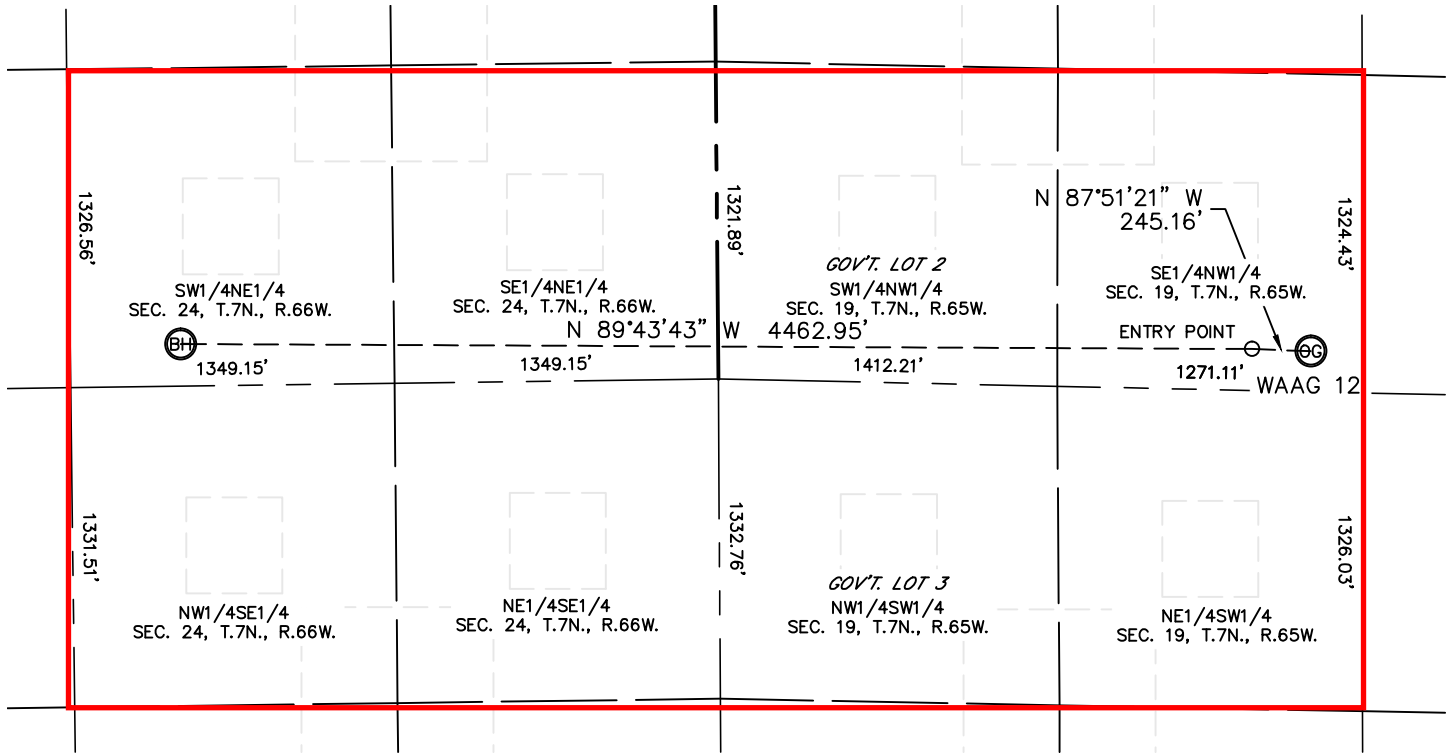 N 87°51'21" W
245.16'
1326.56'
1321.89'
1324.43'
SW1/4NE1/4
SEC. 24, T.7N., R.66W.
SE1/4NE1/4
SEC. 24, T.7N., R.66W.
GOV'T. LOT 2
SW1/4NW1/4
SEC. 19, T.7N., R.65W.
SE1/4NW1/4
SEC. 19, T.7N., R.65W.
N 89°43'43" W 4462.95'
ENTRY POINT
BH
OG
1349.15'
1349.15'
1412.21'
1271.11'
WAAG 12
1331.51'
1332.76'
1326.03'
NW1/4SE1/4
SEC. 24, T.7N., R.66W.
NE1/4SE1/4
SEC. 24, T.7N., R.66W.
GOV'T. LOT 3
NW1/4SW1/4
SEC. 19, T.7N., R.65W.
NE1/4SW1/4
SEC. 19, T.7N., R.65W.